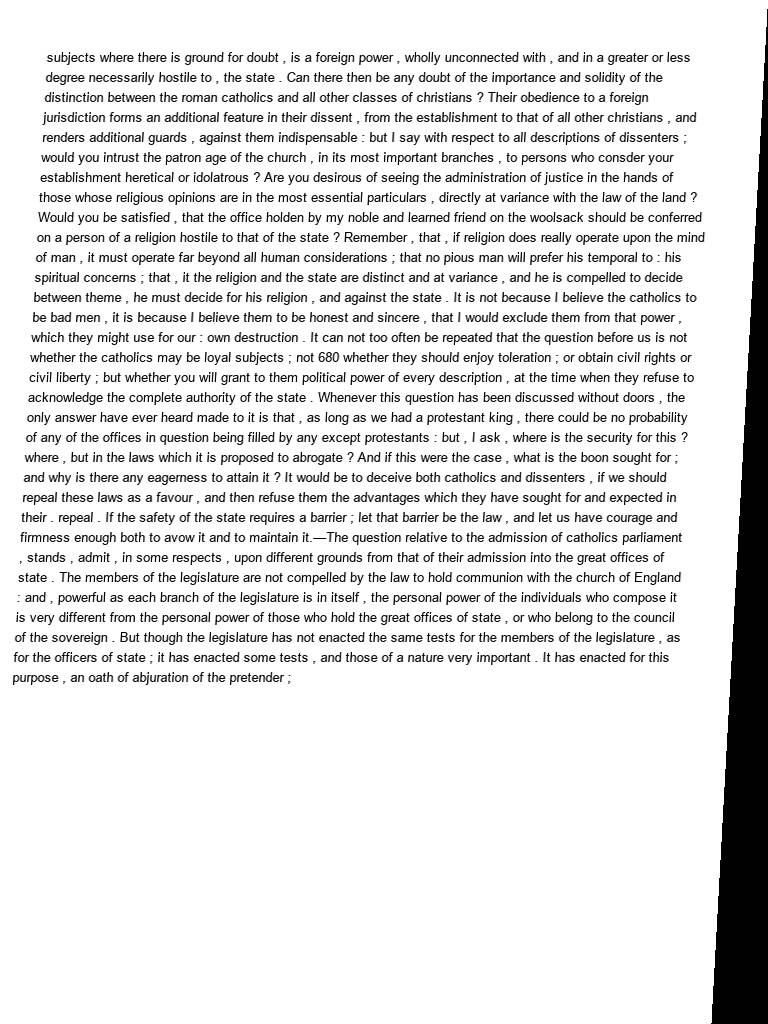 subjects where there is ground for doubt , is a foreign power , wholly unconnected with , and in a greater or less
degree necessarily hostile to , the state . Can there then be any doubt of the importance and solidity of the
distinction between the roman catholics and all other classes of christians ? Their obedience to a foreign
jurisdiction forms an additional feature in their dissent , from the establishment to that of all other christians , and
renders additional guards , against them indispensable : but I say with respect to all descriptions of dissenters ;
would you intrust the patron age of the church , in its most important branches , to persons who consder your
establishment heretical or idolatrous ? Are you desirous of seeing the administration of justice in the hands of
those whose religious opinions are in the most essential particulars , directly at variance with the law of the land ?
Would you be satisfied , that the office holden by my noble and learned friend on the woolsack should be conferred
on a person of a religion hostile to that of the state ? Remember , that , if religion does really operate upon the mind
of man , it must operate far beyond all human considerations ; that no pious man will prefer his temporal to : his
spiritual concerns ; that , it the religion and the state are distinct and at variance , and he is compelled to decide
between theme , he must decide for his religion , and against the state . It is not because I believe the catholics to
be bad men , it is because I believe them to be honest and sincere , that I would exclude them from that power ,
which they might use for our : own destruction . It can not too often be repeated that the question before us is not
whether the catholics may be loyal subjects ; not 680 whether they should enjoy toleration ; or obtain civil rights or
civil liberty ; but whether you will grant to them political power of every description , at the time when they refuse to
acknowledge the complete authority of the state . Whenever this question has been discussed without doors , the
only answer have ever heard made to it is that , as long as we had a protestant king , there could be no probability
of any of the offices in question being filled by any except protestants : but , I ask , where is the security for this ?
where , but in the laws which it is proposed to abrogate ? And if this were the case , what is the boon sought for ;
and why is there any eagerness to attain it ? It would be to deceive both catholics and dissenters , if we should
repeal these laws as a favour , and then refuse them the advantages which they have sought for and expected in
their . repeal . If the safety of the state requires a barrier ; let that barrier be the law , and let us have courage and
firmness enough both to avow it and to maintain it.—The question relative to the admission of catholics parliament
, stands , admit , in some respects , upon different grounds from that of their admission into the great offices of
state . The members of the legislature are not compelled by the law to hold communion with the church of England
: and , powerful as each branch of the legislature is in itself , the personal power of the individuals who compose it
is very different from the personal power of those who hold the great offices of state , or who belong to the council
of the sovereign . But though the legislature has not enacted the same tests for the members of the legislature , as
for the officers of state ; it has enacted some tests , and those of a nature very important . It has enacted for this
purpose , an oath of abjuration of the pretender ;